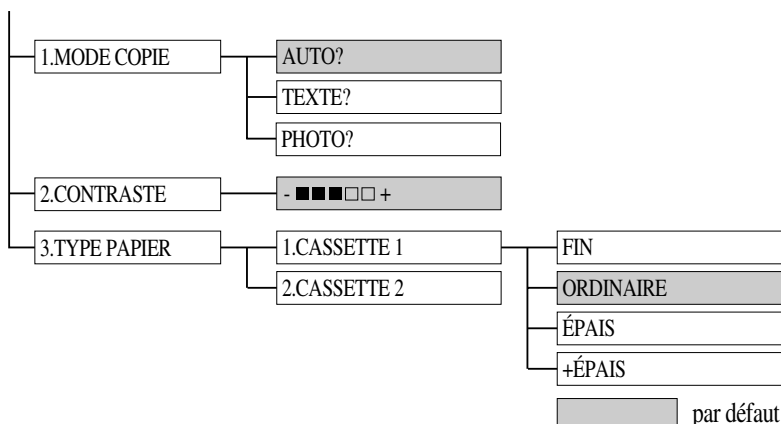 1.MODE COPIE
AUTO?
TEXTE?
PHOTO?
2.CONTRASTE
- ■■■□□ +
3.TYPE PAPIER
1.CASSETTE 1
FIN
2.CASSETTE 2
ORDINAIRE
ÉPAIS
+ÉPAIS
par défaut